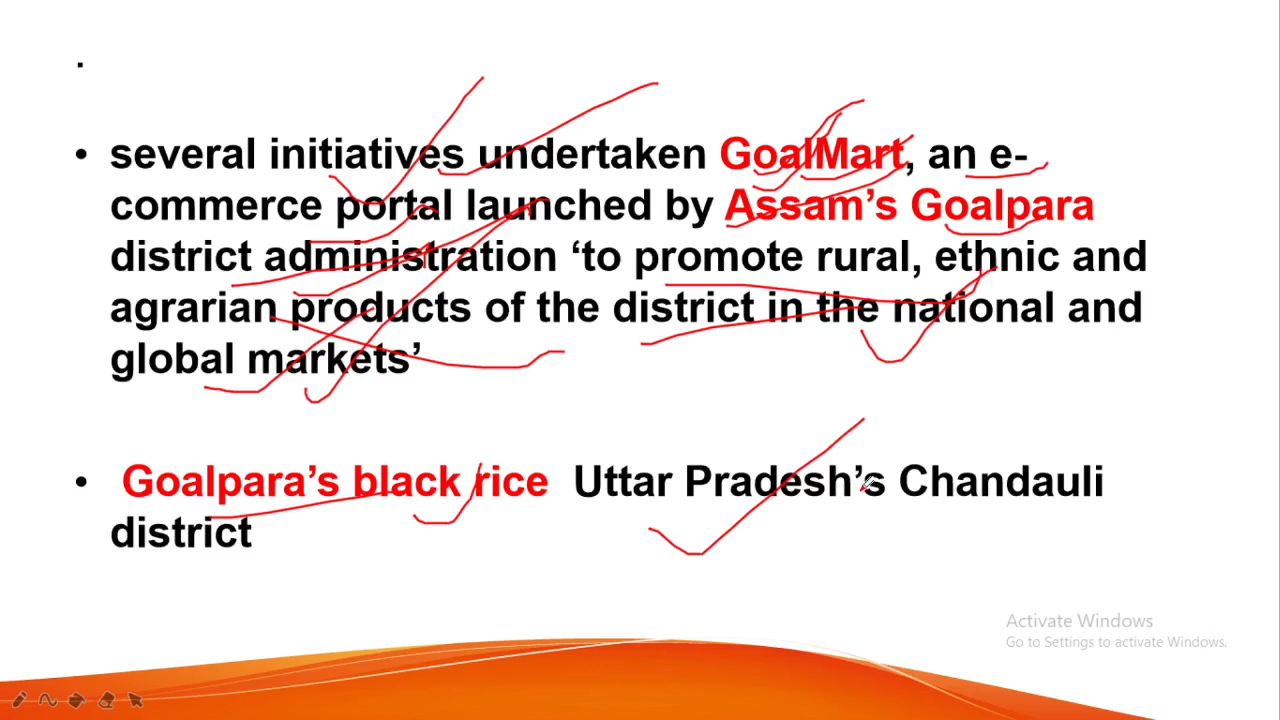 several initiatives undertaken GoalMart, an e-
commerce portal launched by Assam’s Goalpara
district administration ‘to promote rural, ethnic and
agrarian products of the district in the national and
global markets’
Goalpara’s black rice Uttar Pradesh’s Chandauli
district
Activate Windows
Go to Settings to activate Windows.